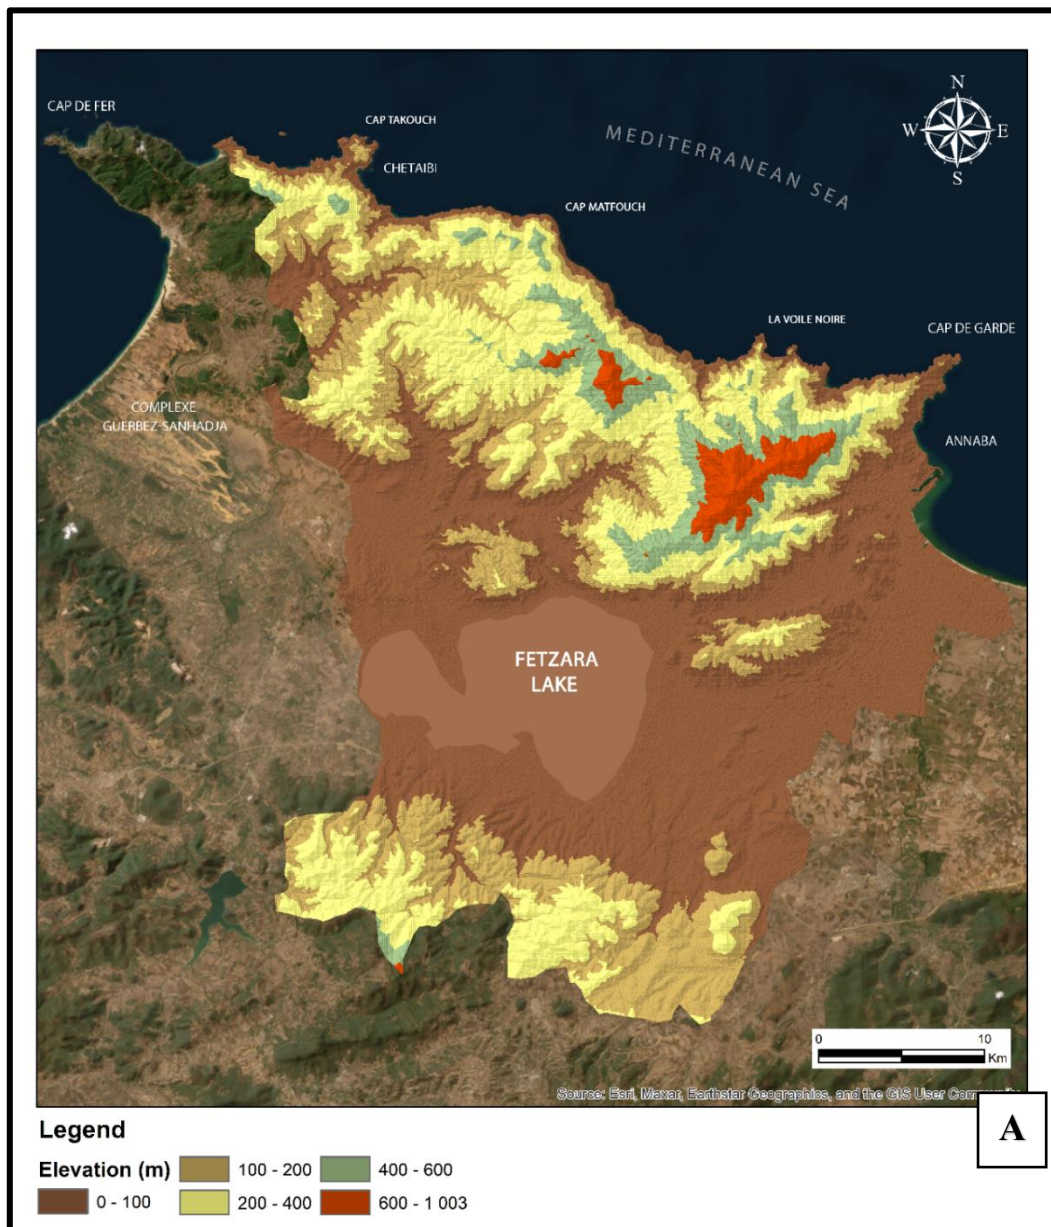 N
W E
S
CAP DE FER
CAP TAKOUCH
CHETAIBI
MEDITERRANEAN SEA
CAP MATFOUCH
LA VOILE NOIRE
CAP DE GARDE
COMPLEXE
GUERBEZ-SANHADJA
ANNABA
FETZARA
LAKE
0 10
Km
Source: Esri, Maxar, Earthstar Geographics, and the GIS User Community
A
Legend
Elevation (m)
0 - 100
100 - 200
200 - 400
400 - 600
600 - 1 003